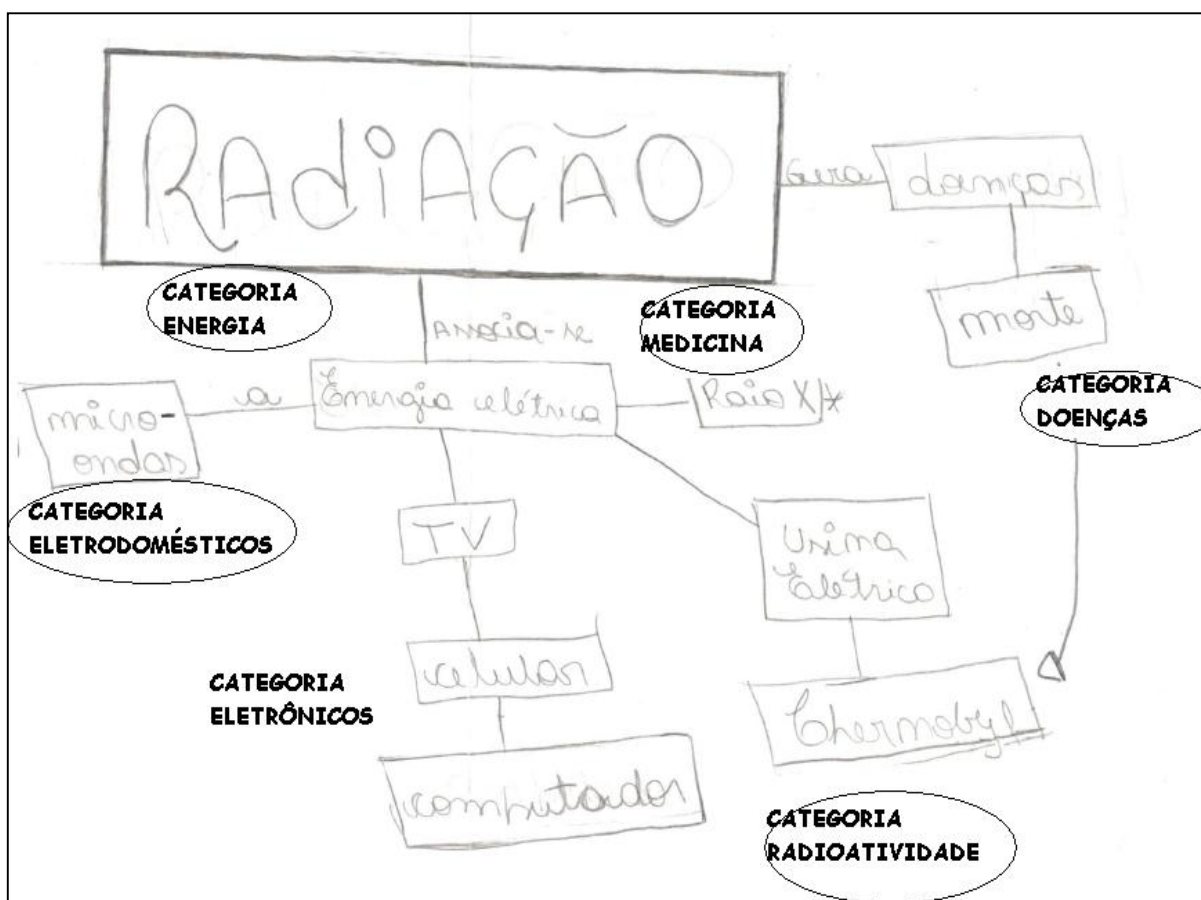 RAdiAÇÃO
Gera
doenças
CATEGORIA
ENERGIA
Associa-se
CATEGORIA
MEDICINA
morte
CATEGORIA
DOENÇAS
micro-
ondas
a
Energia elétrica
Raio X
CATEGORIA
ELETRODOMÉSTICOS
TV
Usina
Elétrica
celular
CATEGORIA
ELETRÔNICOS
Chernobyl
computador
CATEGORIA
RADIOATIVIDADE